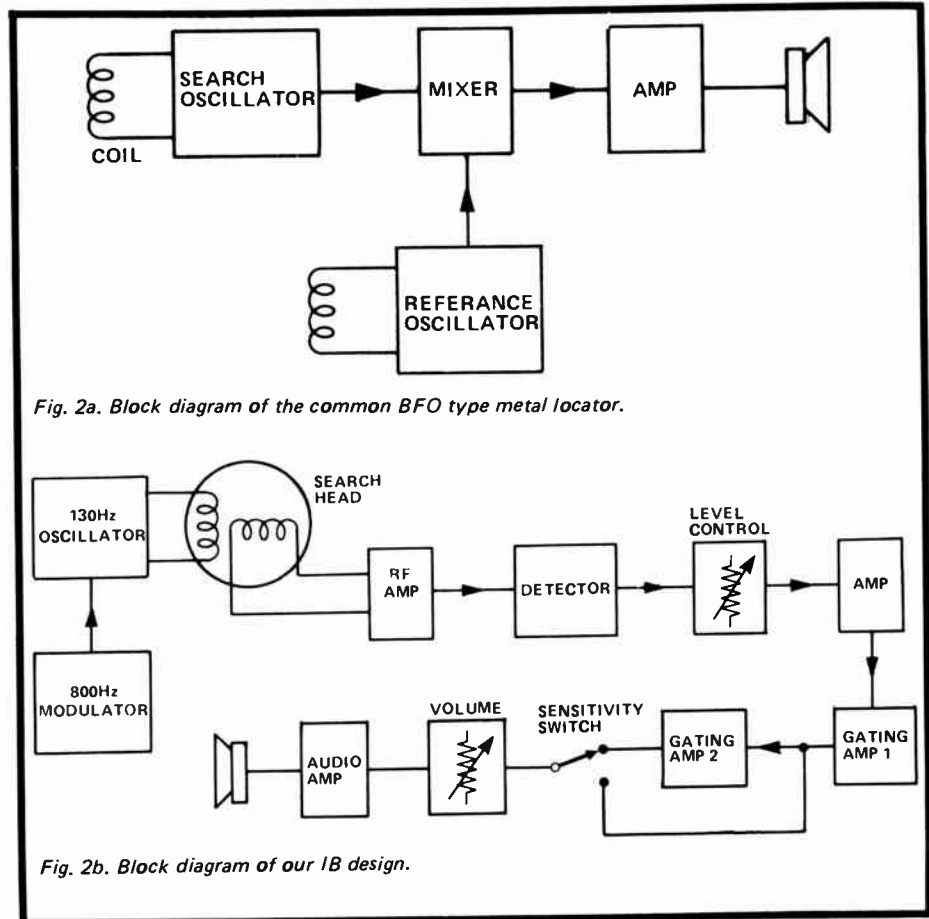 SEARCH
OSCILLATOR
MIXER
AMP
COIL
REFERANCE
OSCILLATOR
Fig. 2a. Block diagram of the common BFO type metal locator.
130Hz
OSCILLATOR
SEARCH
HEAD
RF
AMP
DETECTOR
LEVEL
CONTROL
AMP
800Hz
MODULATOR
AUDIO
AMP
VOLUME
SENSITIVITY
SWITCH
GATING
AMP 2
GATING
AMP 1
Fig. 2b. Block diagram of our IB design.